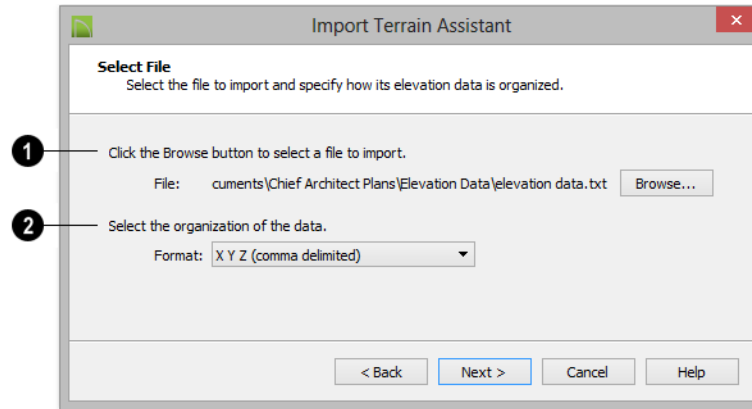 Import Terrain Assistant
Select File
Select the file to import and specify how its elevation data is organized.
1
Click the Browse button to select a file to import.
File: cuments\Chief Architect Plans\Elevation Data\elevation data.txt Browse...
2
Select the organization of the data.
Format: X Y Z (comma delimited)
< Back Next > Cancel Help